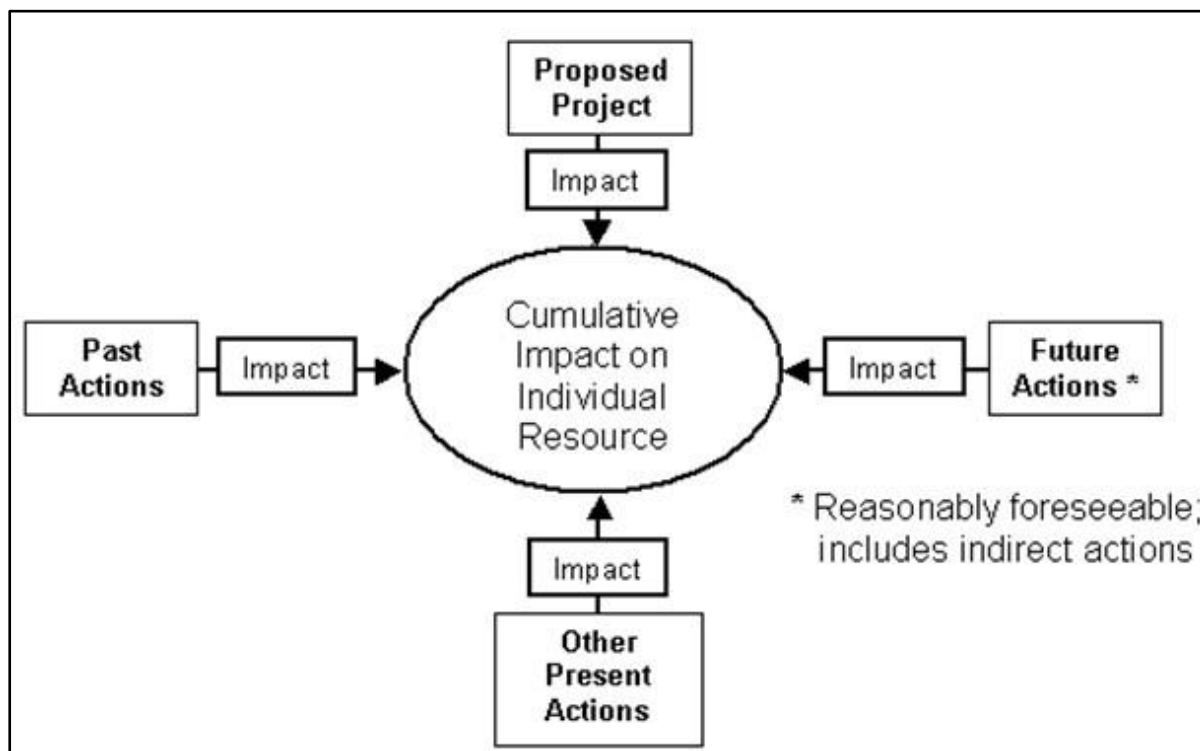 Proposed
Project
Impact
Past
Actions
Impact
Cumulative
Impact on
Individual
Resource
Impact
Future
Actions *
* Reasonably foreseeable;
includes indirect actions
Impact
Other
Present
Actions